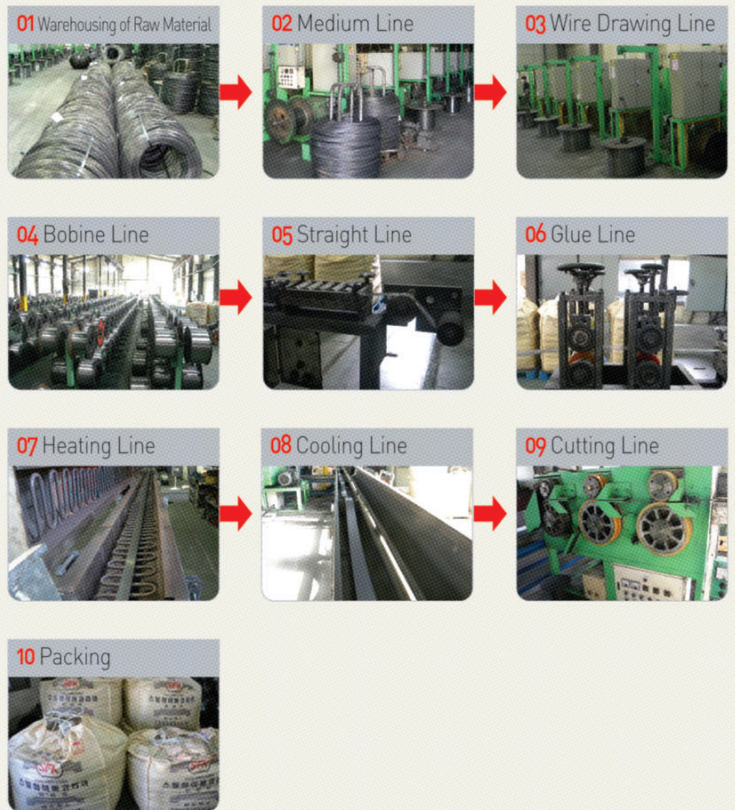 01 Warehousing of Raw Material
02 Medium Line
03 Wire Drawing Line
04 Bobine Line
05 Straight Line
06 Glue Line
07 Heating Line
08 Cooling Line
09 Cutting Line
10 Packing